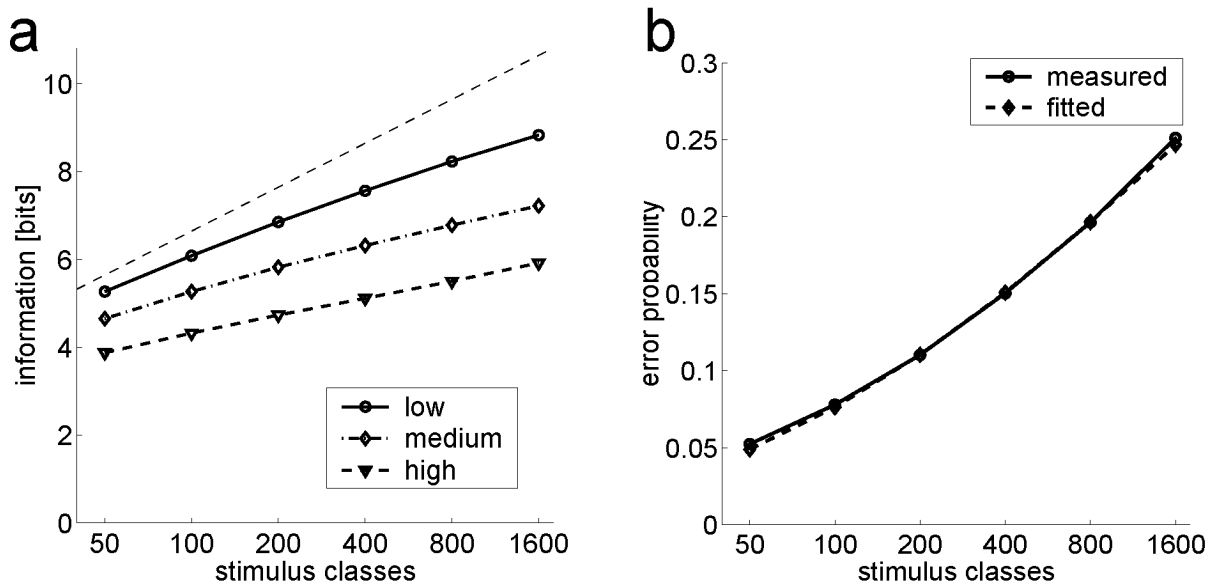 a
information [bits]
10
8
6
4
2
0
low
medium
high
50 100 200 400 800 1600
stimulus classes
b
error probability
0.3
0.25
0.2
0.15
0.1
0.05
0
measured
fitted
50 100 200 400 800 1600
stimulus classes